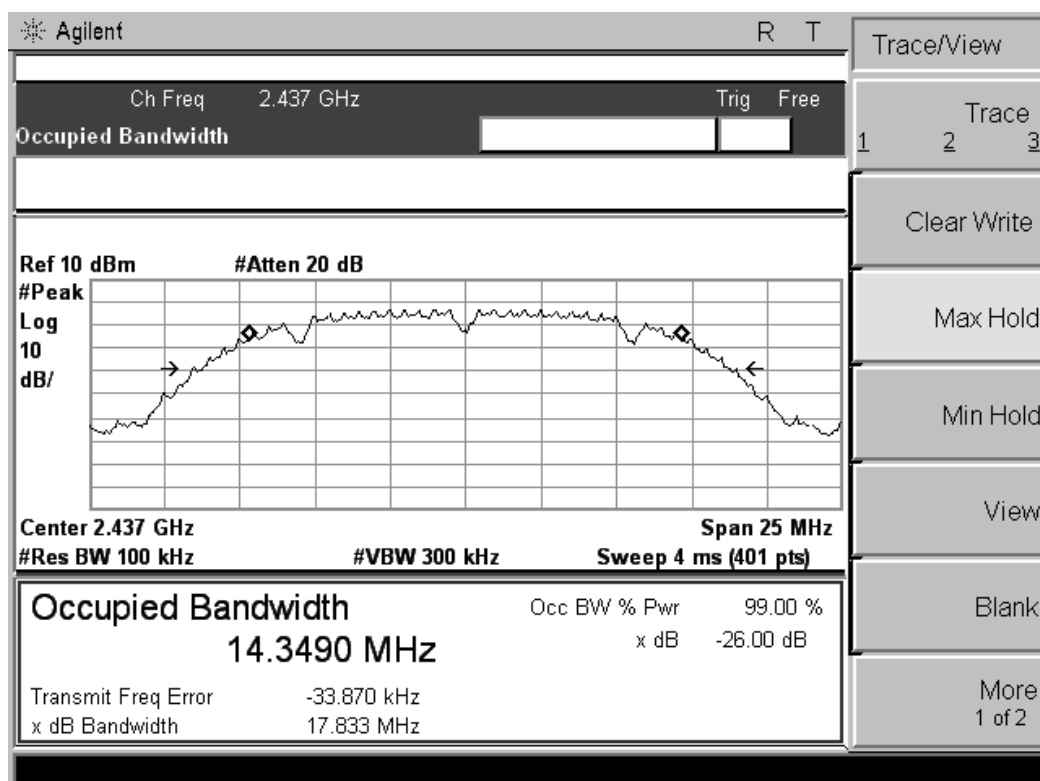 Agilent R T
Ch Freq 2.437 GHz Trig Free
Occupied Bandwidth
Ref 10 dBm #Atten 20 dB
#Peak
Log
10
dB/
Center 2.437 GHz Span 25 MHz
#Res BW 100 kHz #VBW 300 kHz Sweep 4 ms (401 pts)
Occupied Bandwidth Occ BW % Pwr 99.00 %
14.3490 MHz x dB -26.00 dB
Transmit Freq Error -33.870 kHz
x dB Bandwidth 17.833 MHz
Trace/View
Trace
1 2 3
Clear Write
Max Hold
Min Hold
View
Blank
More
1 of 2